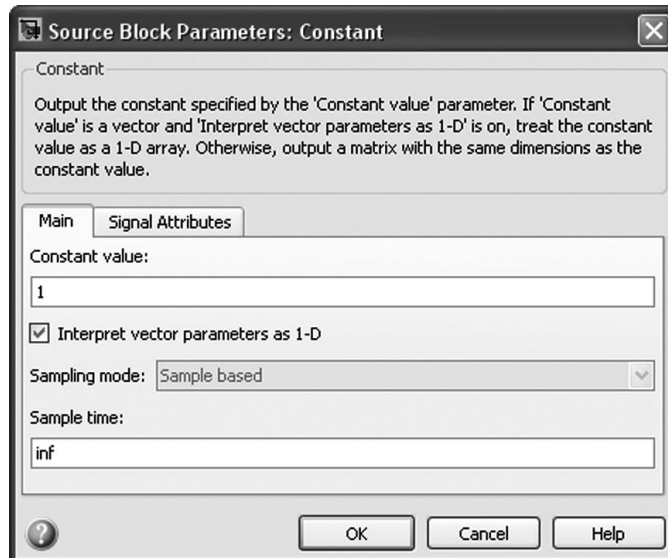 Source Block Parameters: Constant
Constant
Output the constant specified by the 'Constant value' parameter. If 'Constant
value' is a vector and 'Interpret vector parameters as 1-D' is on, treat the constant
value as a 1-D array. Otherwise, output a matrix with the same dimensions as the
constant value.
Main Signal Attributes
Constant value:
1
Interpret vector parameters as 1-D
Sampling mode: Sample based
Sample time:
inf
? OK Cancel Help